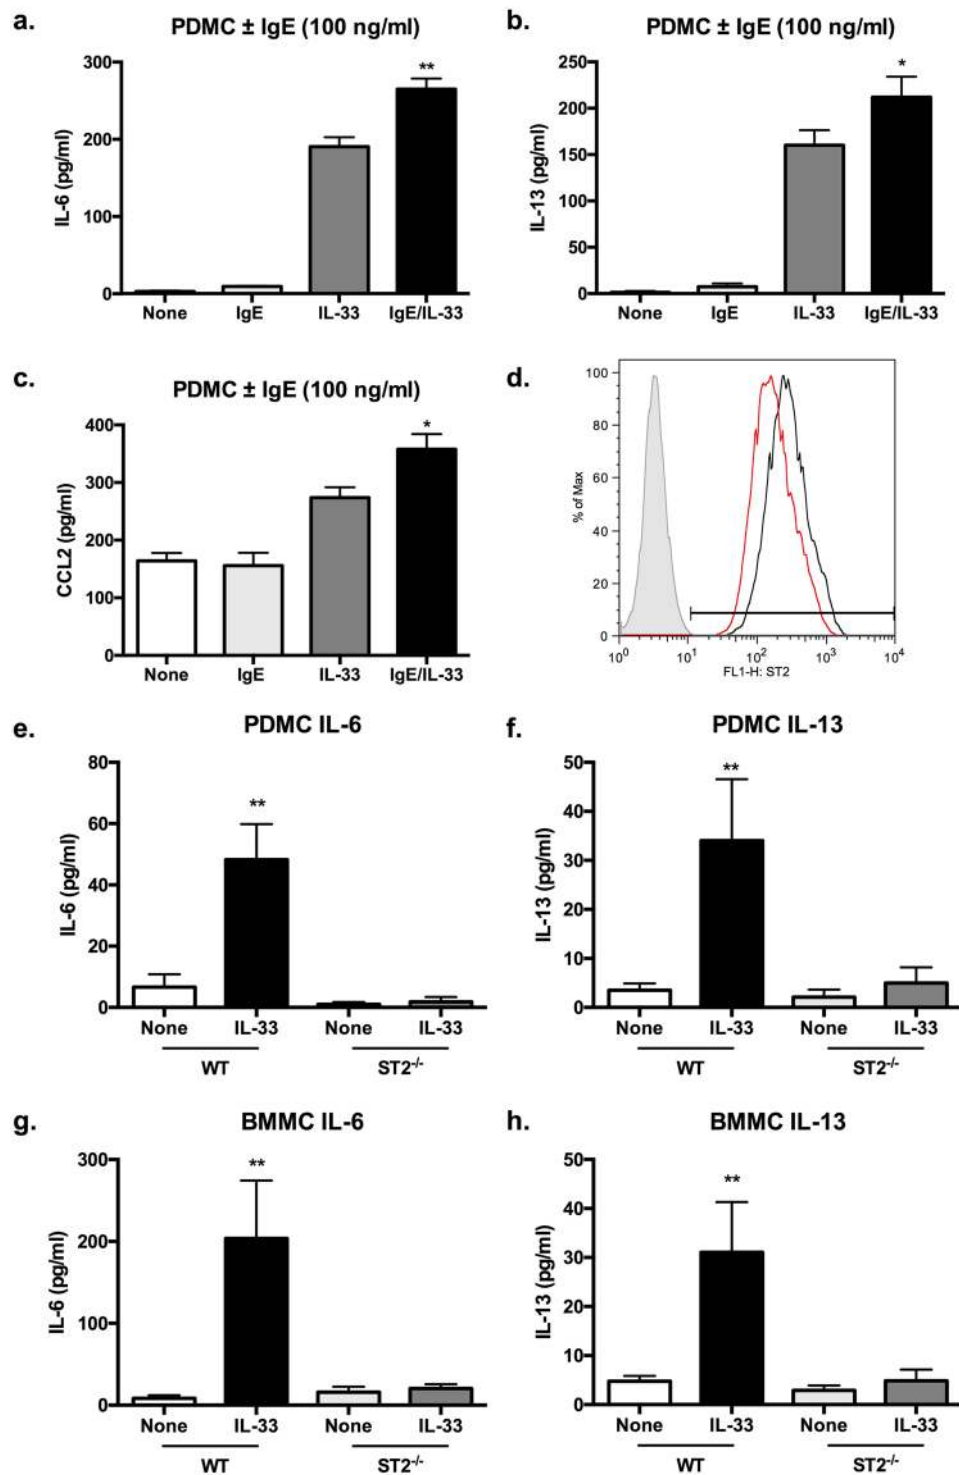 a.
PDMC ± IgE (100 ng/ml)
IL-6 (pg/ml)
300
200
100
0
**
None IgE IL-33 IgE/IL-33
b.
PDMC ± IgE (100 ng/ml)
IL-13 (pg/ml)
250
200
150
100
50
0
*
None IgE IL-33 IgE/IL-33
c.
PDMC ± IgE (100 ng/ml)
CCL2 (pg/ml)
400
300
200
100
0
*
None IgE IL-33 IgE/IL-33
d.
% of Max
100
80
60
40
20
0
10⁰ 10¹ 10² 10³ 10⁴
FL1-H: ST2
e.
PDMC IL-6
IL-6 (pg/ml)
80
60
40
20
0
**
None IL-33 None IL-33
WT ST2⁻/⁻
f.
PDMC IL-13
IL-13 (pg/ml)
50
40
30
20
10
0
**
None IL-33 None IL-33
WT ST2⁻/⁻
g.
BMMC IL-6
IL-6 (pg/ml)
300
200
100
0
**
None IL-33 None IL-33
WT ST2⁻/⁻
h.
BMMC IL-13
IL-13 (pg/ml)
50
40
30
20
10
0
**
None IL-33 None IL-33
WT ST2⁻/⁻